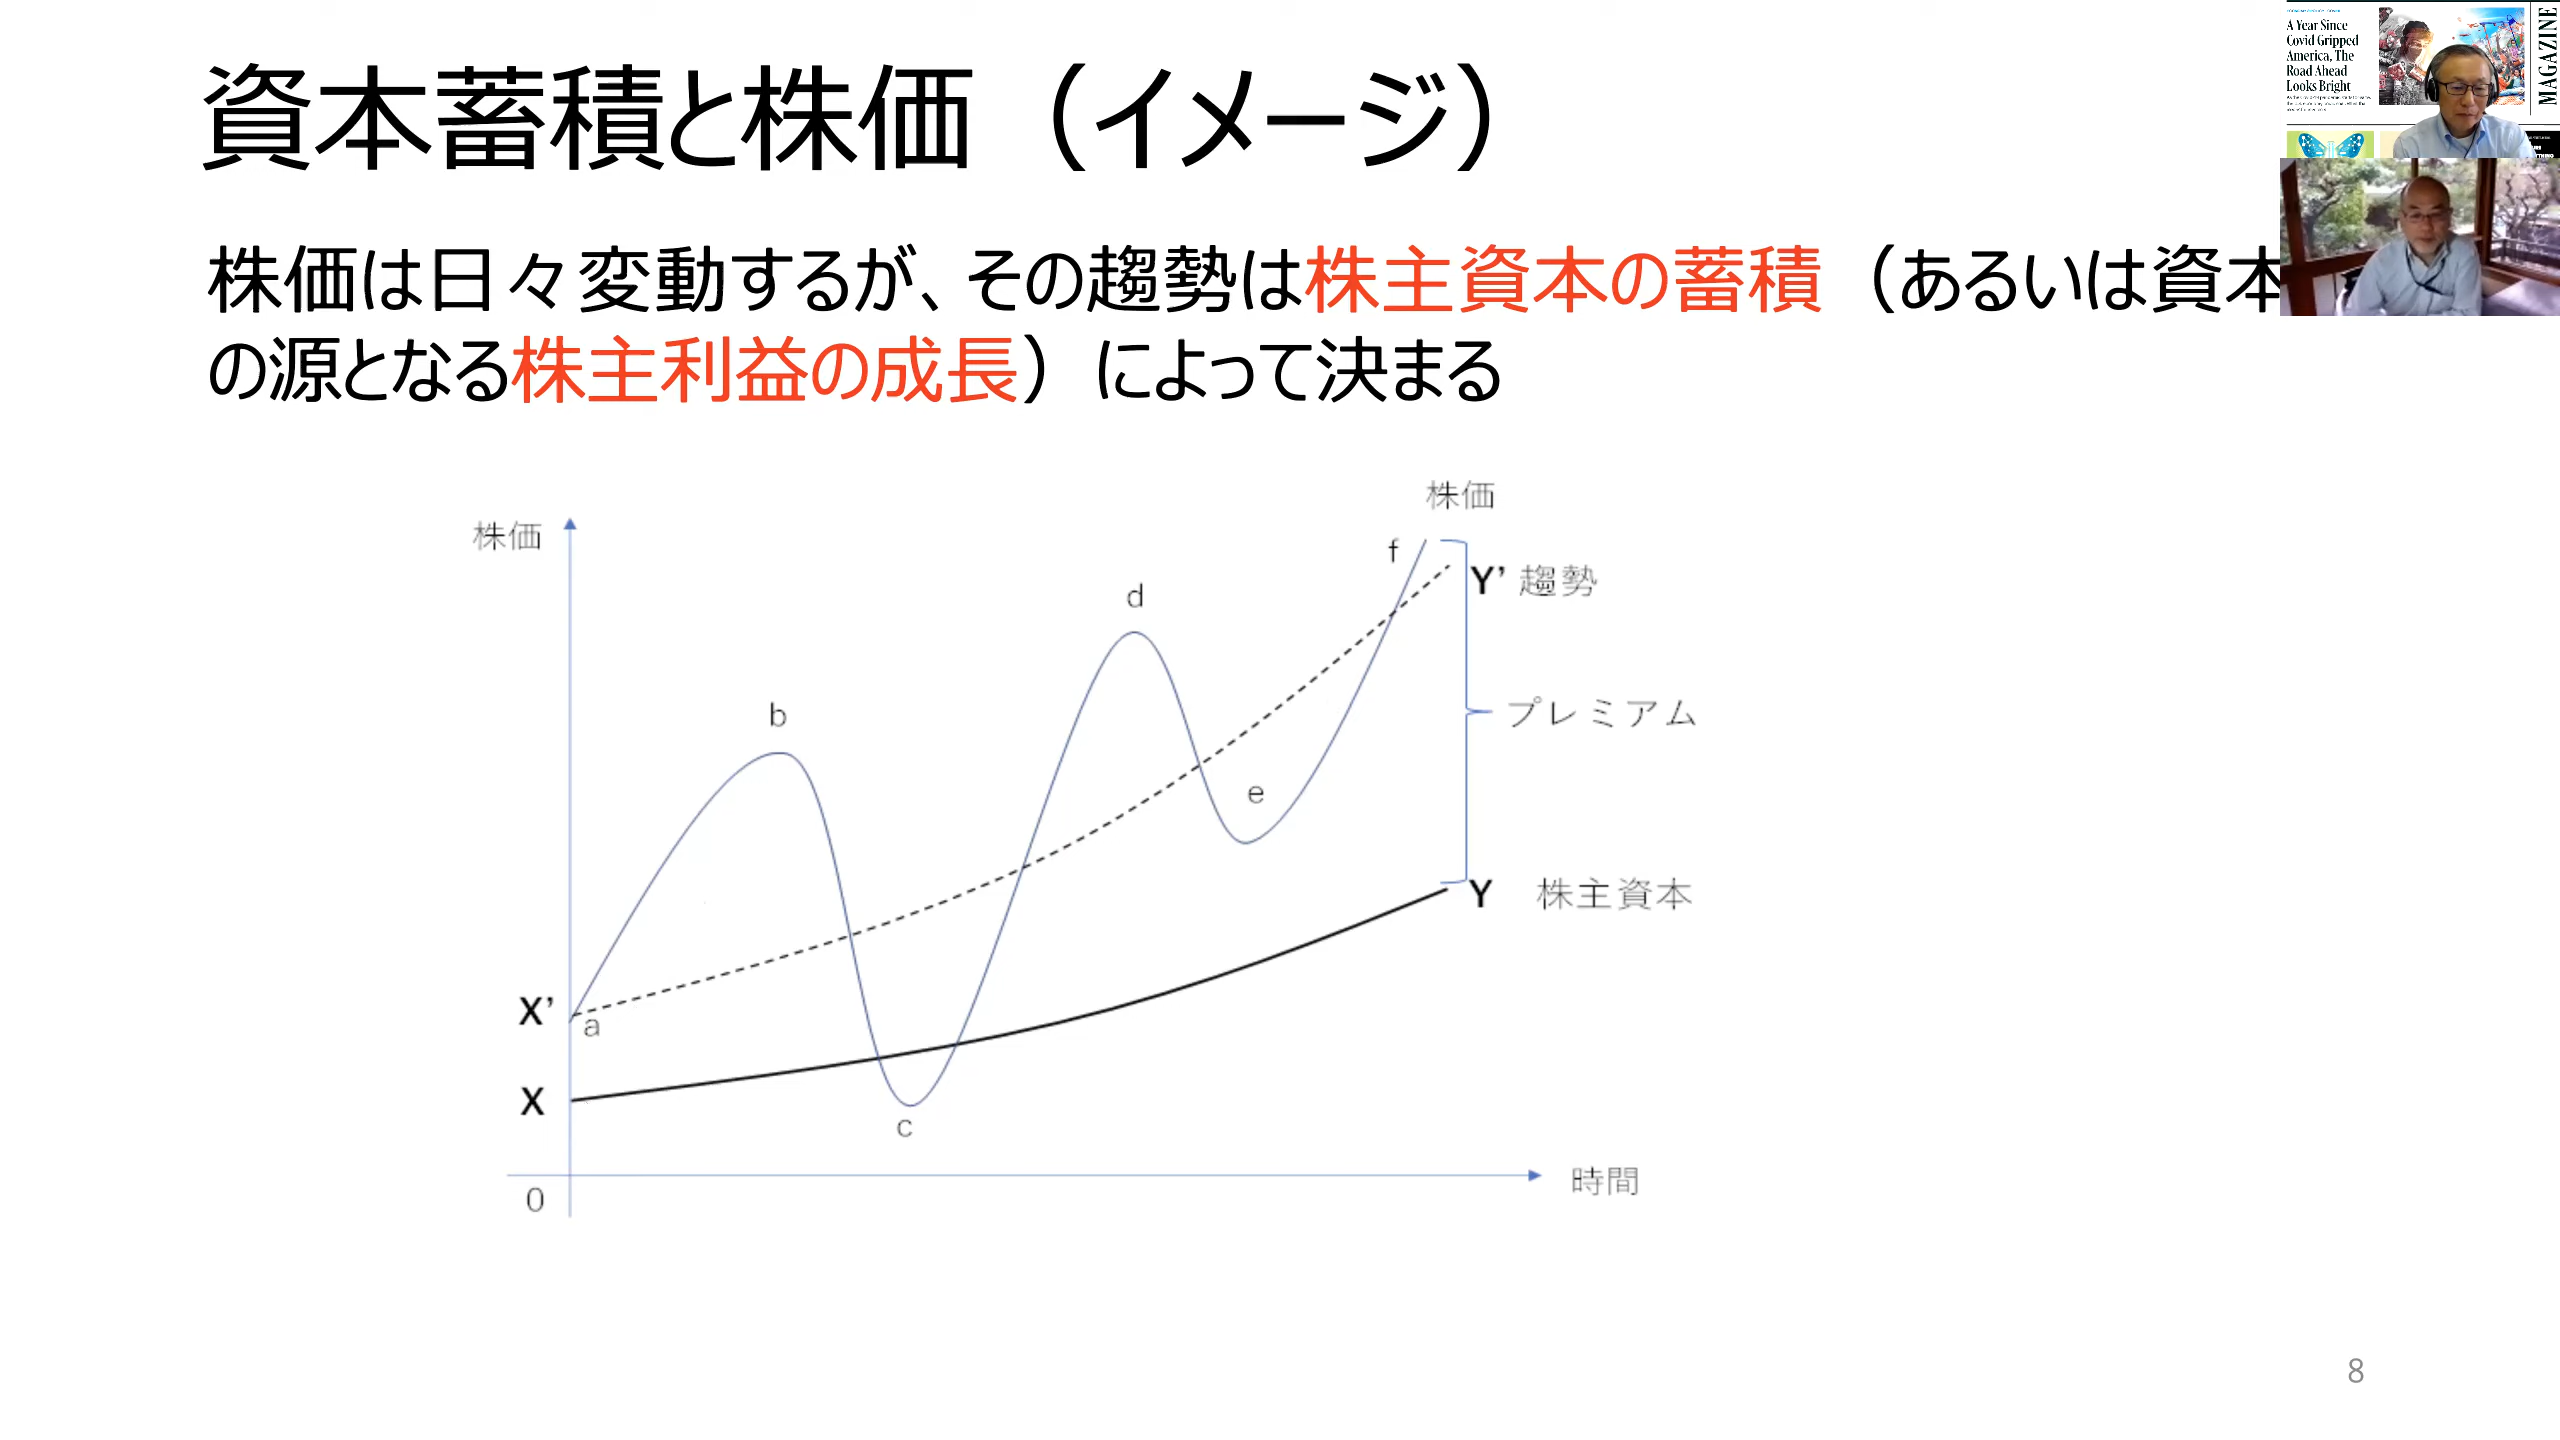 資本蓄積と株価（イメージ）
株価は日々変動するが、その趨勢は株主資本の蓄積（あるいは資本
の源となる株主利益の成長）によって決まる
株価
株価
f
Y’ 趨勢
d
b
プレミアム
e
Y 株主資本
X’
a
X
c
時間
0
8
A Year Since
Covid Gripped
America, The
Road Ahead
Looks Bright
MAGAZINE